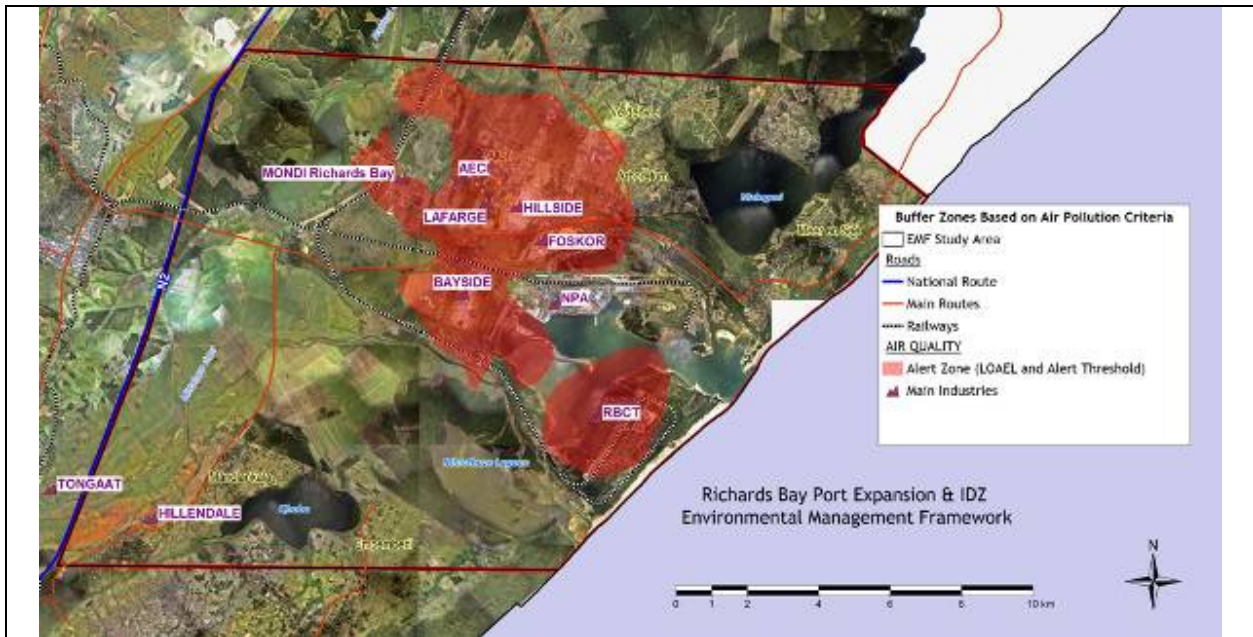 MONDI Richards Bay
AECI
LAFARGE
HILLSIDE
FOSKOR
BAYSIDE
NPA
RBCT
N2
TONGAAT
HILLENDALE
Buffer Zones Based on Air Pollution Criteria
EMF Study Area
Roads
National Route
Main Routes
Railways
AIR QUALITY
Alert Zone (LOAEL and Alert Threshold)
Main Industries
Richards Bay Port Expansion & IDZ
Environmental Management Framework
N
0 1 2 4 6 8 10 km